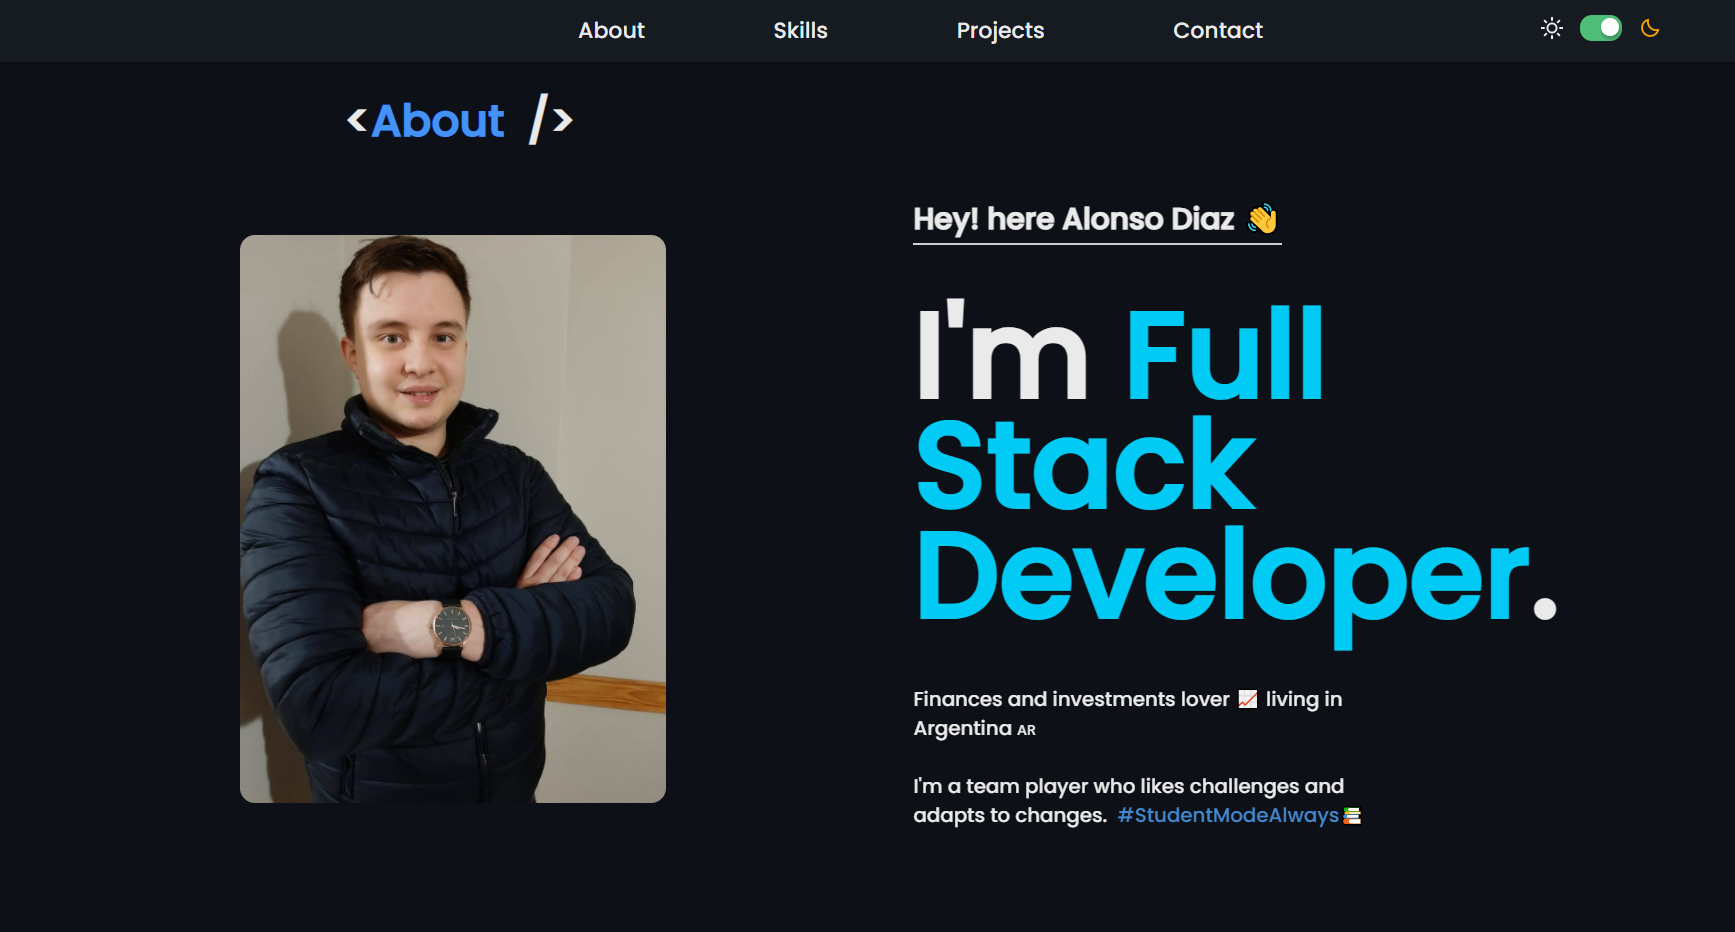 About Skills Projects Contact
<About />
Hey! here Alonso Diaz 👋
I'm Full
Stack
Developer.
Finances and investments lover 📈 living in
Argentina AR
I'm a team player who likes challenges and
adapts to changes. #StudentModeAlways📚